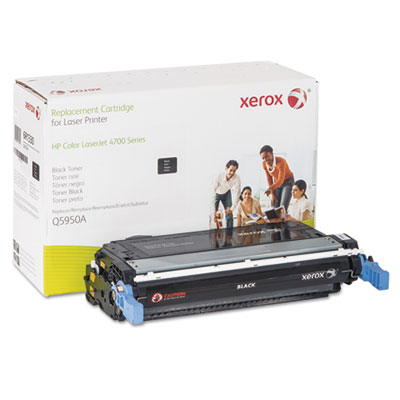 xerox
Replacement Cartridge
for Laser Printer
HP Color LaserJet 4700 Series
Black Toner
Toner noir
Tóner negro
Toner Black
Toner preto
Q5950A
xerox
BLACK